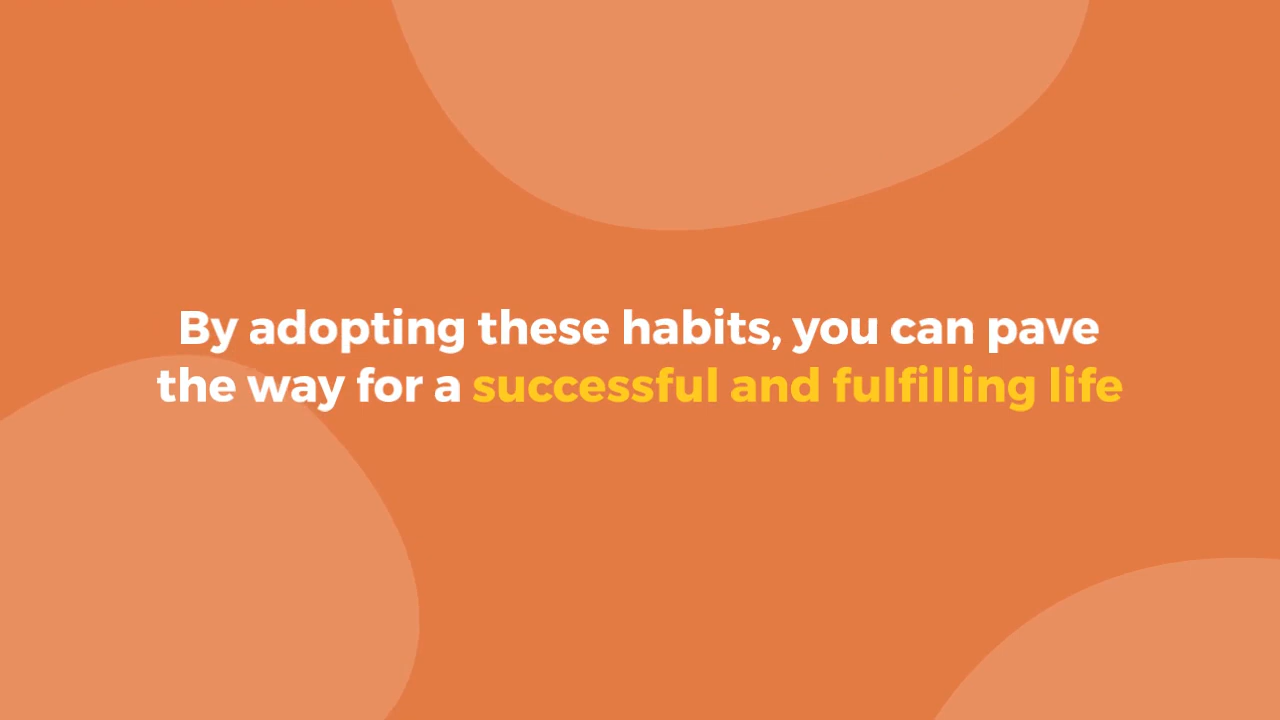 By adopting these habits, you can pave
the way for a successful and fulfilling life